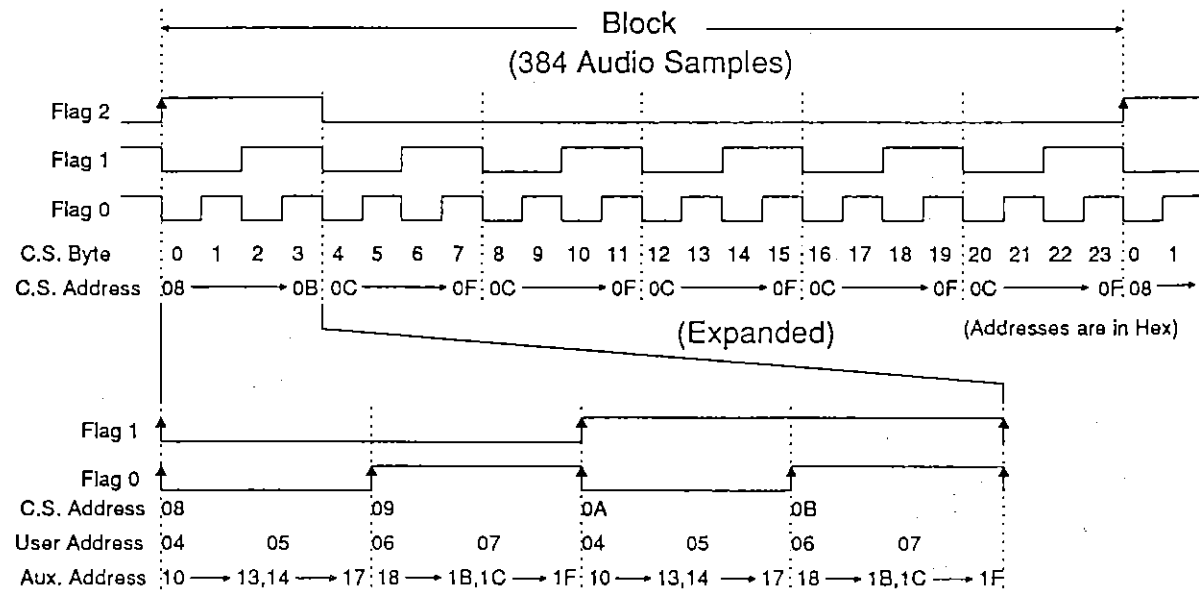 Block
(384 Audio Samples)
Flag 2
Flag 1
Flag 0
C.S. Byte 0 1 2 3 4 5 6 7 8 9 10 11 12 13 14 15 16 17 18 19 20 21 22 23 0 1
C.S. Address 08 0B 0C 0F 0C 0F 0C 0F 0C 0F 0C 0F 08
(Expanded) (Addresses are in Hex)
Flag 1
Flag 0
C.S. Address 08 09 0A 0B
User Address 04 05 06 07 04 05 06 07
Aux. Address 10 13,14 17 18 1B,1C 1F 10 13,14 17 18 1B,1C 1F